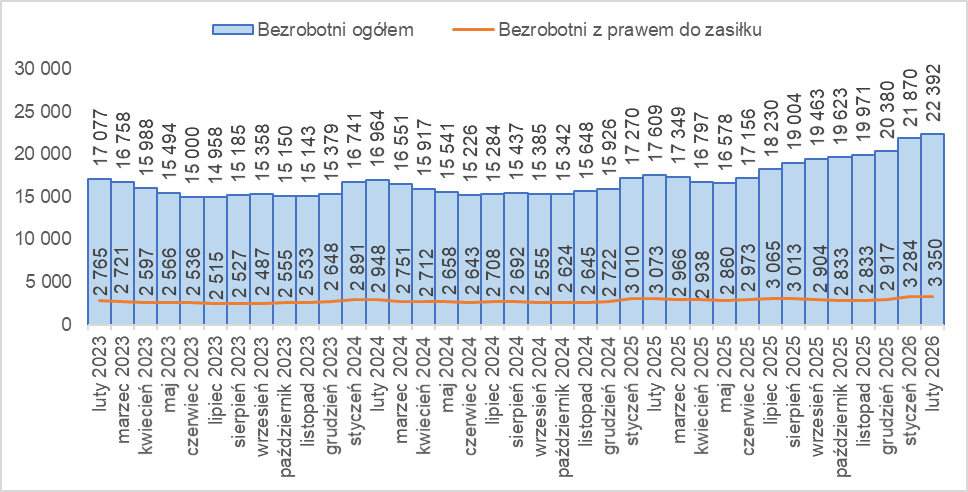 Bezrobotni ogółem
Bezrobotni z prawem do zasiłku
30 000
25 000
20 000
15 000
10 000
5 000
0
17 077
16 758
15 988
15 494
15 000
14 958
15 185
15 358
15 150
15 143
15 379
16 741
16 964
16 551
15 917
15 541
15 226
15 284
15 437
15 385
15 342
15 648
15 926
17 270
17 609
17 349
16 797
16 578
17 156
18 230
19 004
19 463
19 623
19 971
20 380
21 870
22 392
2 765
2 721
2 597
2 566
2 536
2 515
2 527
2 487
2 555
2 533
2 648
2 891
2 948
2 751
2 712
2 658
2 643
2 708
2 692
2 555
2 624
2 645
2 722
3 010
3 073
2 966
2 938
2 860
2 973
3 065
3 013
2 904
2 833
2 833
2 917
3 284
3 350
luty 2023
marzec 2023
kwiecień 2023
maj 2023
czerwiec 2023
lipiec 2023
sierpień 2023
wrzesień 2023
październik 2023
listopad 2023
grudzień 2023
styczeń 2024
luty 2024
marzec 2024
kwiecień 2024
maj 2024
czerwiec 2024
lipiec 2024
sierpień 2024
wrzesień 2024
październik 2024
listopad 2024
grudzień 2024
styczeń 2025
luty 2025
marzec 2025
kwiecień 2025
maj 2025
czerwiec 2025
lipiec 2025
sierpień 2025
wrzesień 2025
październik 2025
listopad 2025
grudzień 2025
styczeń 2026
luty 2026